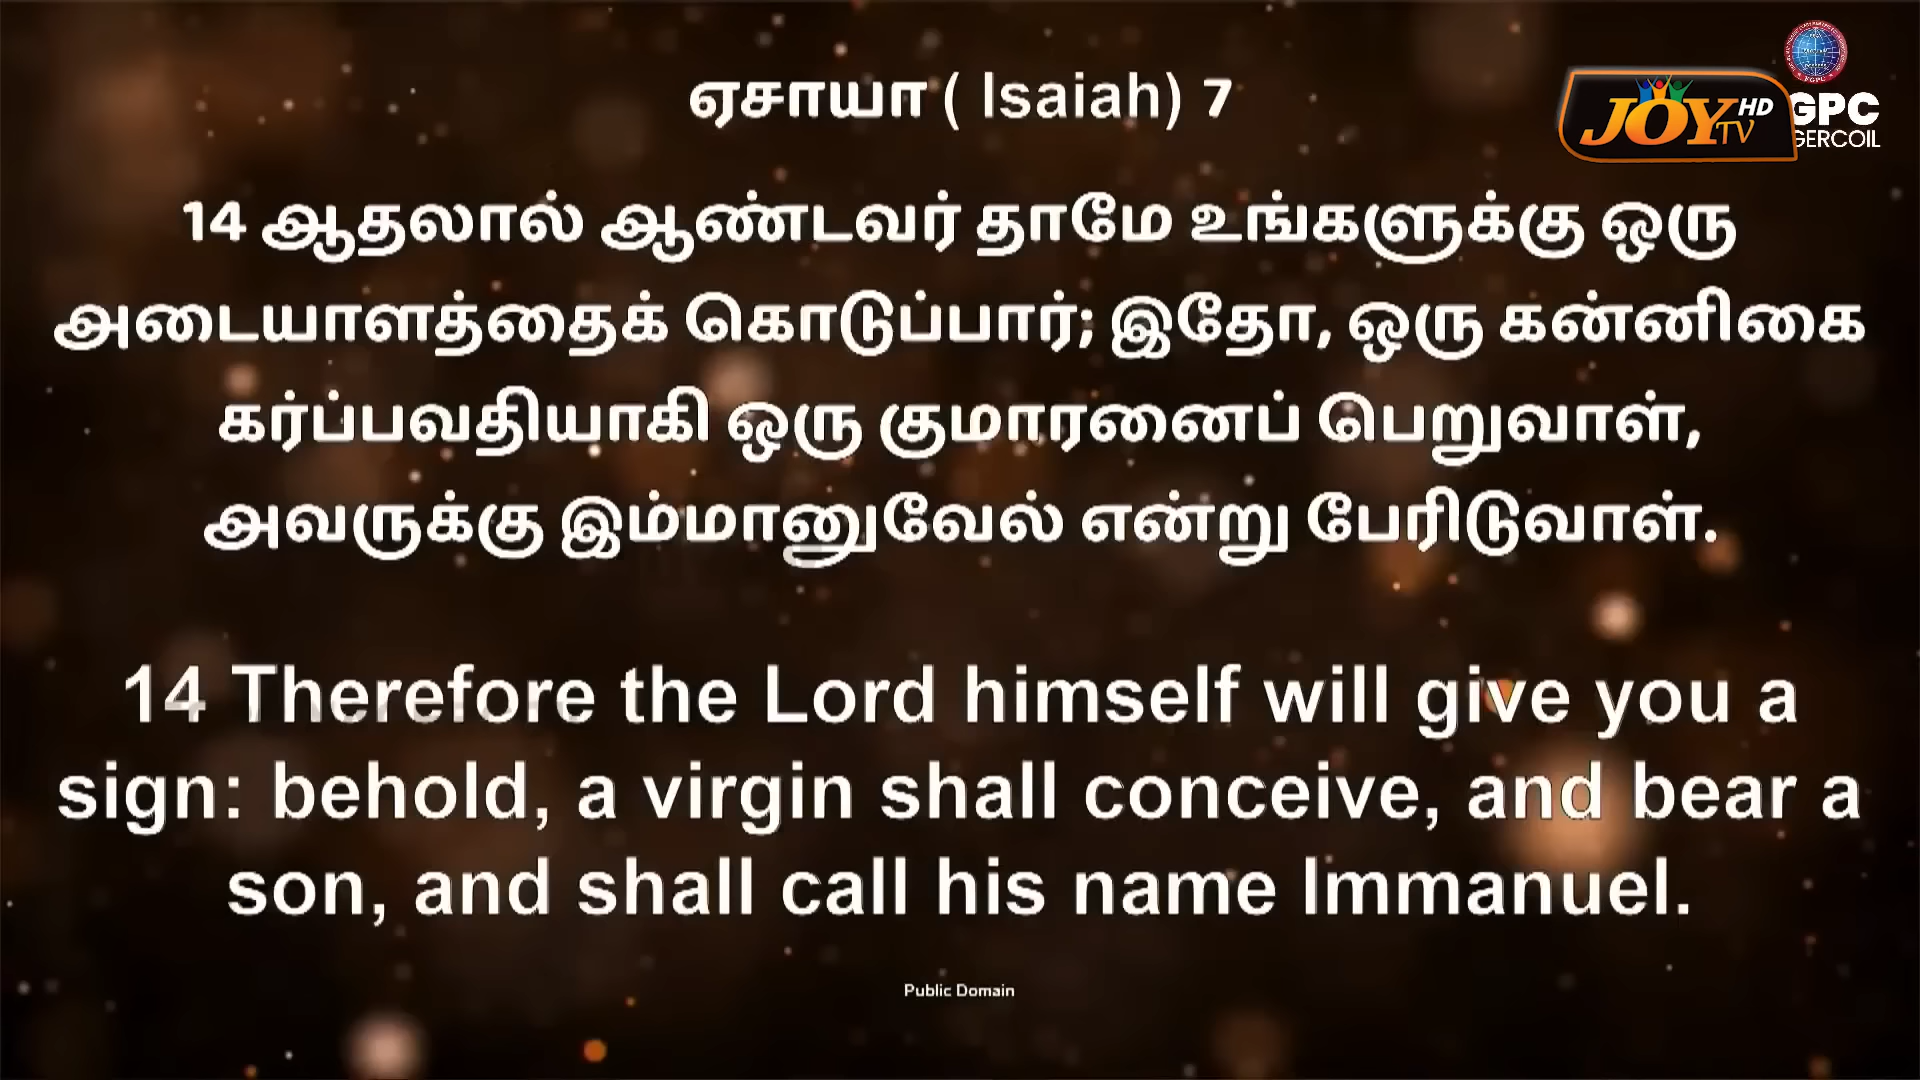 ஏசாயா ( Isaiah) 7
JOY TV HD
GPC
GERCOIL
14 ஆதலால் ஆண்டவர் தாமே உங்களுக்கு ஒரு
அடையாளத்தைக் கொடுப்பார்; இதோ, ஒரு கன்னிகை
கர்ப்பவதியாகி ஒரு குமாரனைப் பெறுவாள்,
அவருக்கு இம்மானுவேல் என்று பேரிடுவாள்.
14 Therefore the Lord himself will give you a
sign: behold, a virgin shall conceive, and bear a
son, and shall call his name Immanuel.
Public Domain